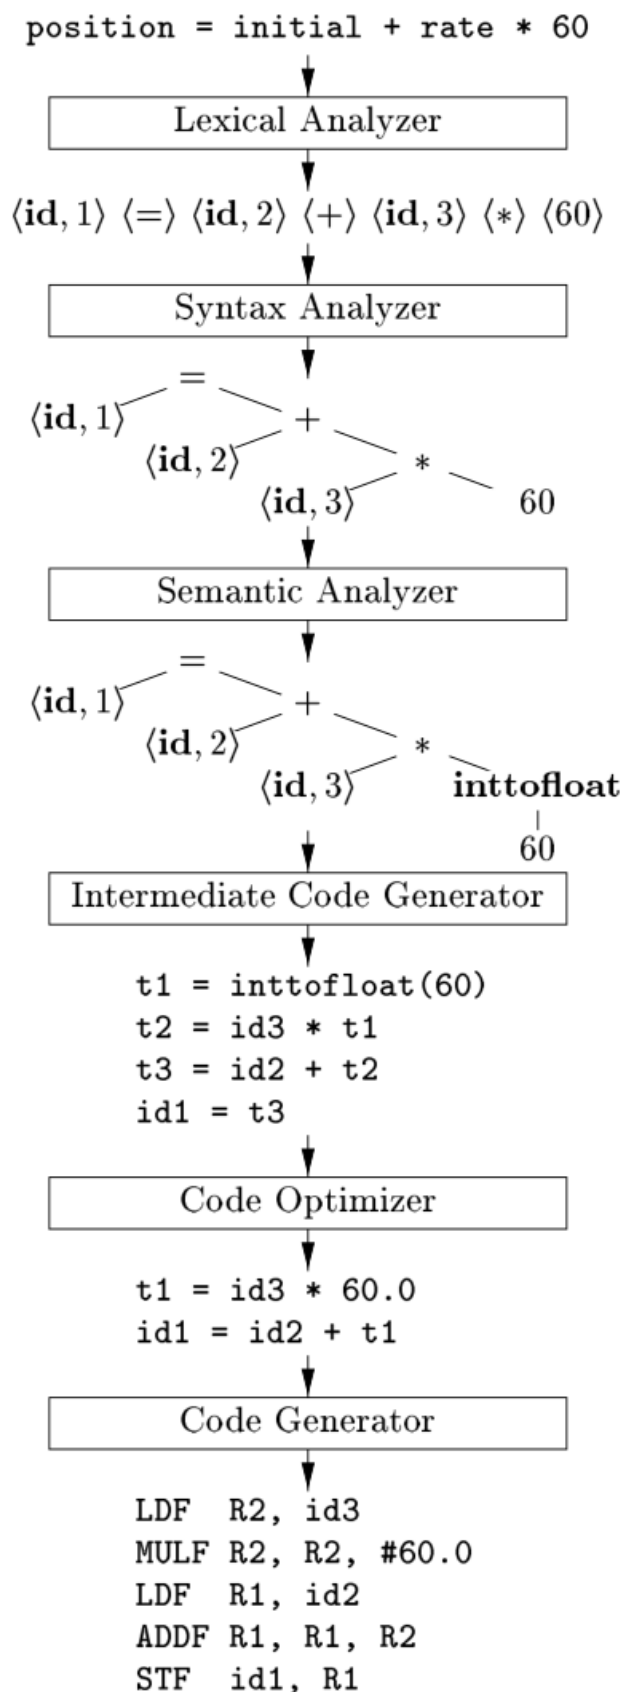 position = initial + rate * 60
Lexical Analyzer
⟨id, 1⟩ ⟨=⟩ ⟨id, 2⟩ ⟨+⟩ ⟨id, 3⟩ ⟨*⟩ ⟨60⟩
Syntax Analyzer
=
⟨id, 1⟩ +
⟨id, 2⟩ *
⟨id, 3⟩ 60
Semantic Analyzer
=
⟨id, 1⟩ +
⟨id, 2⟩ *
⟨id, 3⟩ inttofloat
60
Intermediate Code Generator
t1 = inttofloat(60)
t2 = id3 * t1
t3 = id2 + t2
id1 = t3
Code Optimizer
t1 = id3 * 60.0
id1 = id2 + t1
Code Generator
LDF R2, id3
MULF R2, R2, #60.0
LDF R1, id2
ADDF R1, R1, R2
STF id1, R1